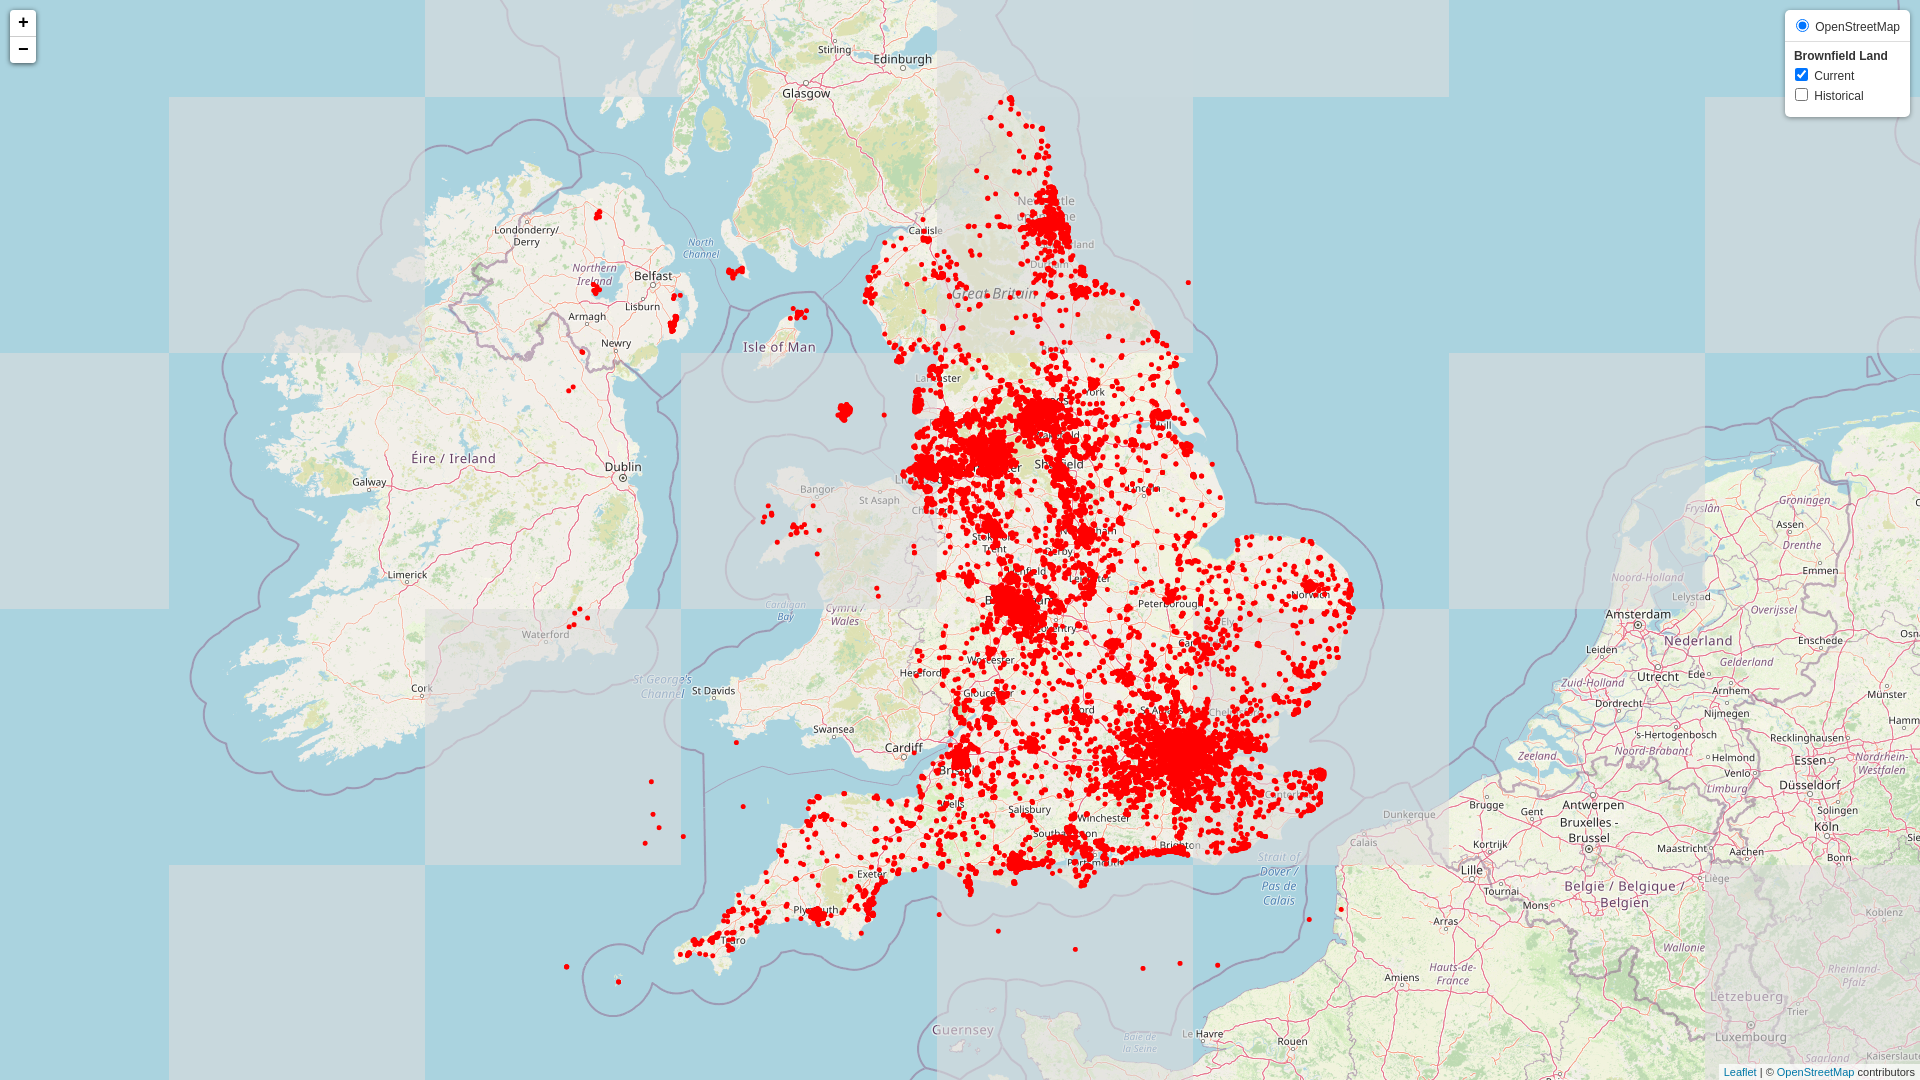 +
−
OpenStreetMap
Brownfield Land
Current
Historical
Stirling
Edinburgh
Glasgow
Londonderry/
Derry
North
Channel
Carlisle
Northern
Ireland
Belfast
Lisburn
Great Britain
Armagh
Newry
Isle of Man
Lancaster
York
Éire / Ireland
Dublin
Sheffield
Galway
Bangor
St Asaph
Lincoln
Groningen
Fryslân
Assen
Drenthe
Emmen
Limerick
Noord-Holland
Lelystad
Overijssel
Cardigan
Bay
Cymru /
Wales
Peterborough
Norwich
Ely
Amsterdam
Nederland
Enschede
Waterford
Worcester
Hereford
Leiden
Gelderland
Utrecht
Ede
Arnhem
Zuid-Holland
Dordrecht
Nijmegen
Münster
St George's
Channel
St Davids
Cork
Gloucester
Swansea
Cardiff
Bristol
's-Hertogenbosch
Noord-Brabant
Zeeland
Helmond
Venlo
Limburg
Recklinghausen
Essen
Düsseldorf
Nordrhein-
Westfalen
Solingen
Köln
Bonn
Wells
Salisbury
Winchester
Southampton
Portsmouth
Brighton
Canterbury
Exeter
Plymouth
Truro
Strait of
Dover /
Pas de
Calais
Dunkerque
Calais
Brugge
Gent
Antwerpen
Bruxelles -
Brussel
Kortrijk
Maastricht
Aachen
Lille
Tournai
Liège
België / Belgique /
Belgien
Mons
Arras
Wallonie
Koblenz
Amiens
Hauts-de-
France
Rheinland-
Pfalz
Lëtzebuerg
Trier
Luxembourg
Saarland
Kaiserslautern
Guernsey
Baie de
la Seine
Le Havre
Rouen
Leaflet | © OpenStreetMap contributors